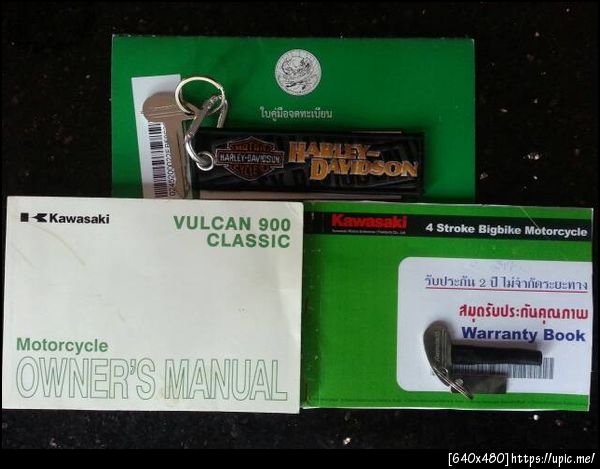 ใบคู่มือจดทะเบียน
MOTOR
HARLEY-DAVIDSON
CYCLES
HARLEY-
DAVIDSON
Kawasaki
VULCAN 900
CLASSIC
Motorcycle
OWNER'S MANUAL
Kawasaki
4 Stroke Bigbike Motorcycle
รับประกัน 2 ปี ไม่จำกัดระยะทาง
สมุดรับประกันคุณภาพ
Warranty Book
Kawasaki
[640x480]https://upic.me/